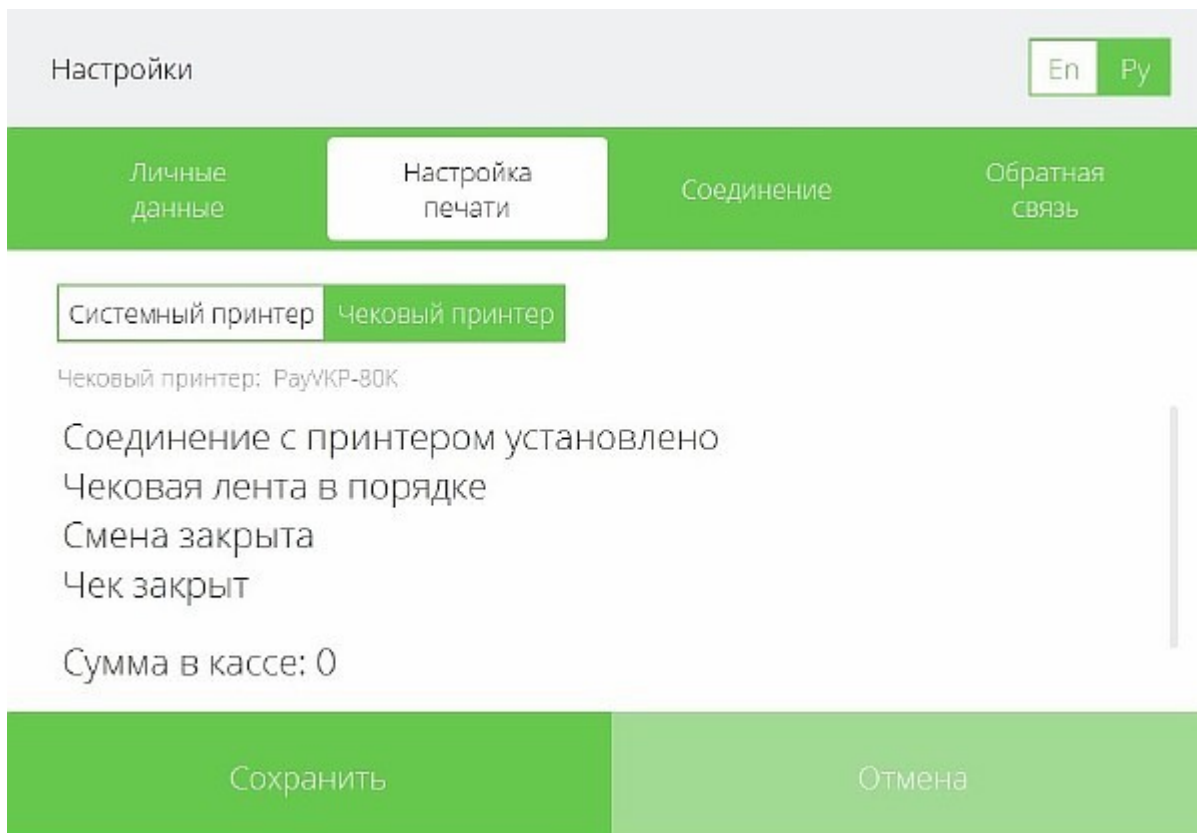 Настройки
En Ру
Личные
данные
Настройка
печати
Соединение
Обратная
связь
Системный принтер Чековый принтер
Чековый принтер: PayVKP-80K
Соединение с принтером установлено
Чековая лента в порядке
Смена закрыта
Чек закрыт
Сумма в кассе: 0
Сохранить
Отмена